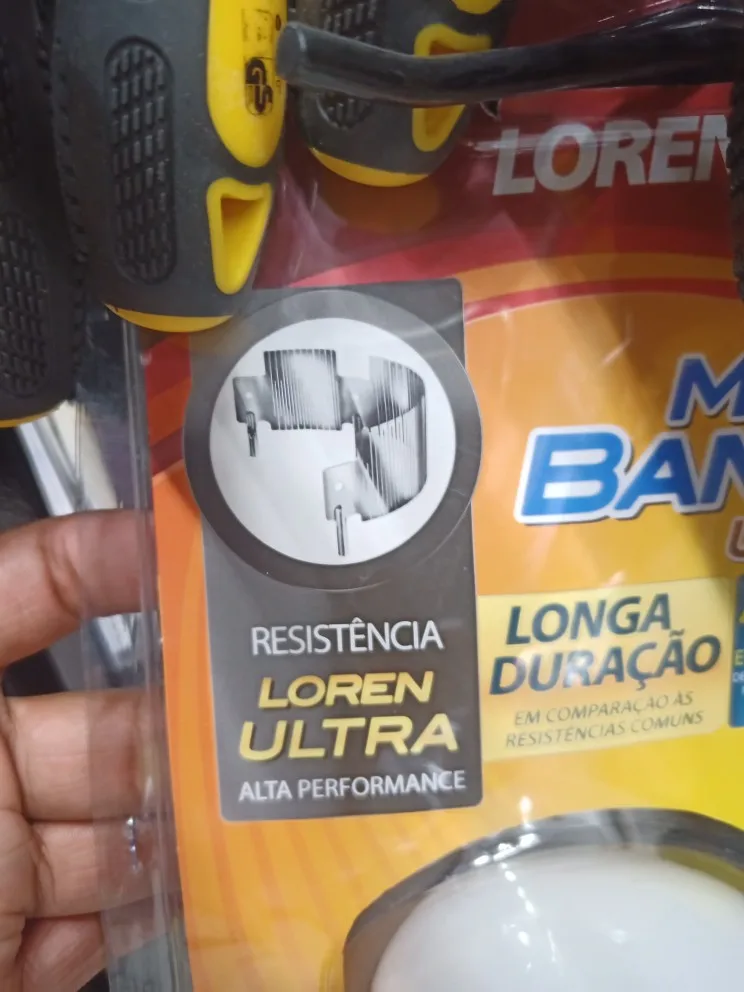 LOREN
RESISTÊNCIA
LOREN
ULTRA
ALTA PERFORMANCE
LONGA
DURAÇÃO
EM COMPARAÇÃO ÀS
RESISTÊNCIAS COMUNS